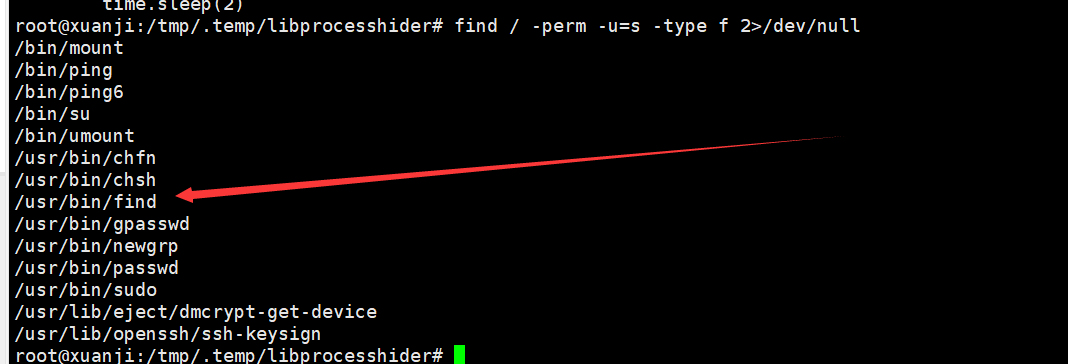 time.sleep(2)
root@xuanji:/tmp/.temp/libprocesshider# find / -perm -u=s -type f 2>/dev/null
/bin/mount
/bin/ping
/bin/ping6
/bin/su
/bin/umount
/usr/bin/chfn
/usr/bin/chsh
/usr/bin/find
/usr/bin/gpasswd
/usr/bin/newgrp
/usr/bin/passwd
/usr/bin/sudo
/usr/lib/eject/dmcrypt-get-device
/usr/lib/openssh/ssh-keysign
root@xuanji:/tmp/.temp/libprocesshider#